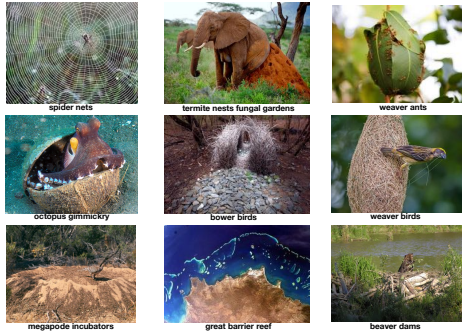 spider nets
termite nests fungal gardens
weaver ants
octopus gimmickry
bower birds
weaver birds
megapode incubators
great barrier reef
beaver dams